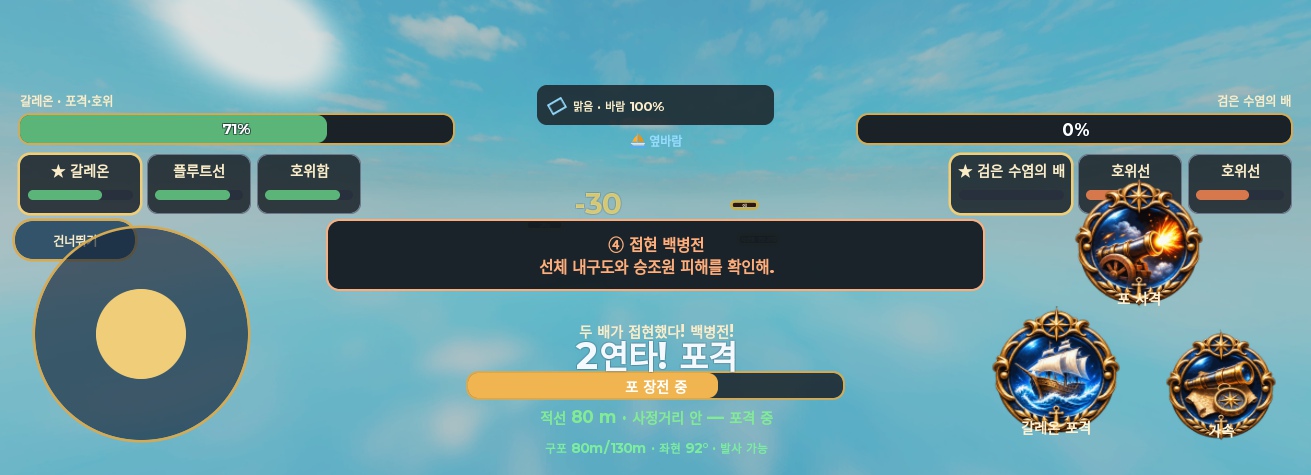 갈레온 · 포격·호위
71%
★ 갈레온
플루트선
호위함
건너뛰기
맑음 · 바람 100%
옆바람
검은 수염의 배
0%
★ 검은 수염의 배
호위선
호위선
-30
④ 접현 백병전
선체 내구도와 승조원 피해를 확인해.
두 배가 접현했다! 백병전!
2연타! 포격
포 장전 중
적선 80 m · 사정거리 안 — 포격 중
구포 80m/130m · 좌현 92° · 발사 가능
포 사격
갈레온 포격
가속